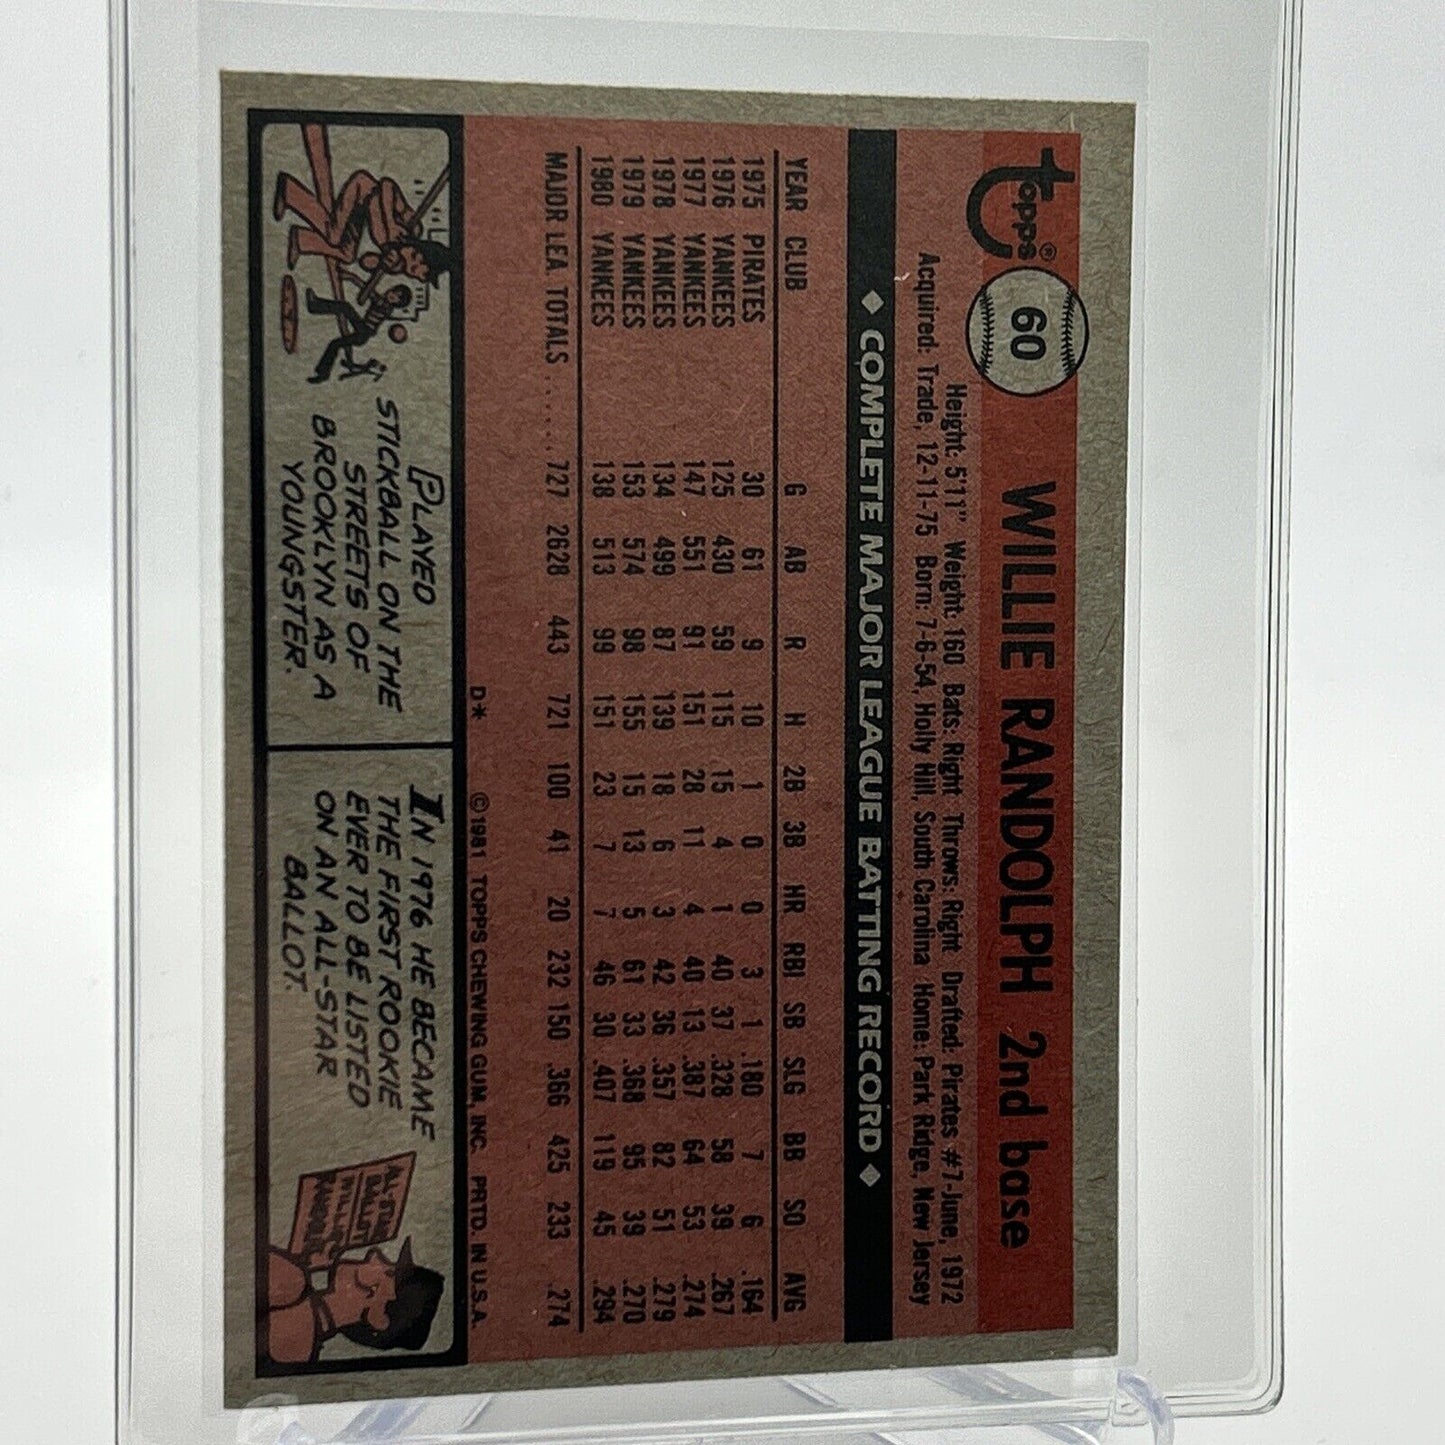 Topps®
60
WILLIE RANDOLPH 2nd base
Height: 5'11" Weight: 160 Bats: Right Throws: Right Drafted: Pirates #7-June, 1972
Acquired: Trade, 12-11-75 Born: 7-6-54, Holly Hill, South Carolina Home: Park Ridge, New Jersey
◆ COMPLETE MAJOR LEAGUE BATTING RECORD ◆
YEAR CLUB G AB R H 2B 3B HR RBI SB SLG BB SO AVG
1975 PIRATES 30 61 9 10 1 0 0 3 1 .180 7 6 .164
1976 YANKEES 125 430 59 115 15 4 1 40 37 .328 58 39 .267
1977 YANKEES 147 551 91 151 28 11 4 40 13 .387 64 53 .274
1978 YANKEES 134 499 87 139 18 6 3 42 36 .357 82 51 .279
1979 YANKEES 153 574 98 155 15 13 5 61 33 .368 95 39 .270
1980 YANKEES 138 513 99 151 23 7 7 46 30 .407 119 45 .294
MAJOR LEA. TOTALS ...... 727 2628 443 721 100 41 20 232 150 .366 425 233 .274
D* ©1981 TOPPS CHEWING GUM, INC. PRTD. IN U.S.A.
PLAYED
STICKBALL ON THE
STREETS OF
BROOKLYN AS A
YOUNGSTER.
IN 1976 HE BECAME
THE FIRST ROOKIE
EVER TO BE LISTED
ON AN ALL-STAR
BALLOT.
ALL-STAR
BALLOT
WILLIE
RANDOLPH